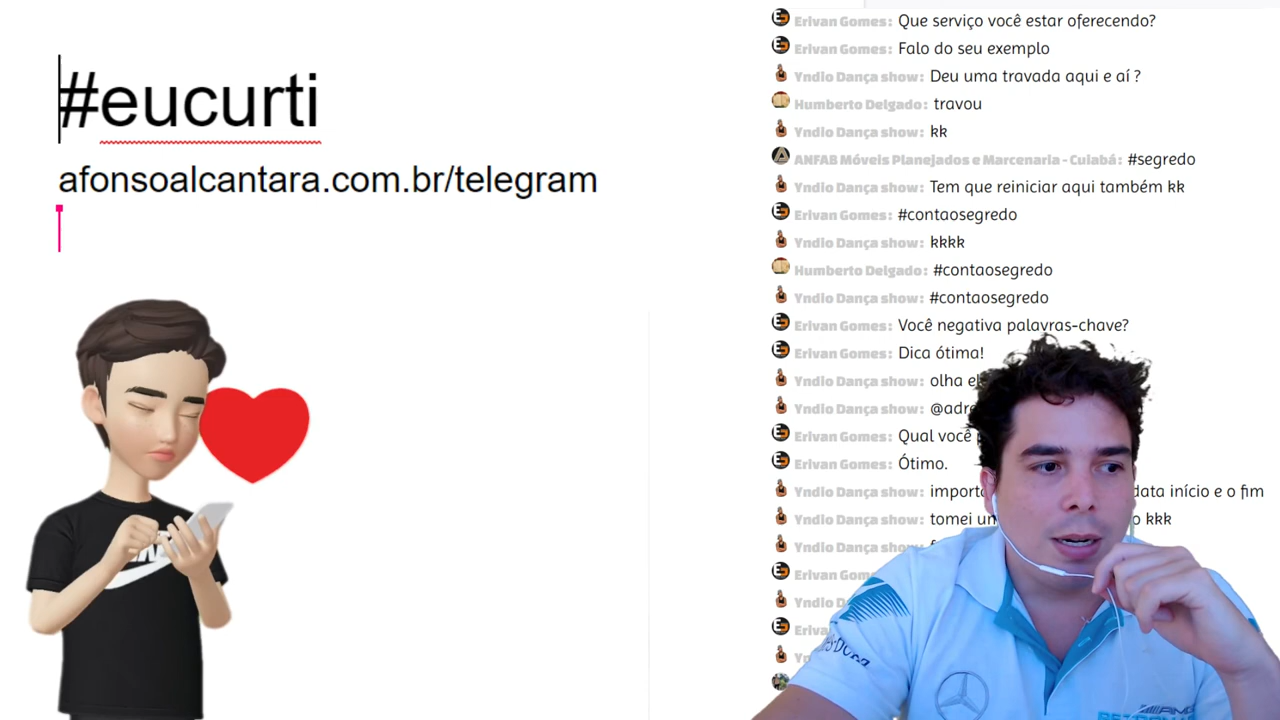 #eucurti
afonsoalcantara.com.br/telegram
Erivan Gomes: Que serviço você estar oferecendo?
Erivan Gomes: Falo do seu exemplo
Yndio Dança show: Deu uma travada aqui e aí ?
Humberto Delgado: travou
Yndio Dança show: kk
ANFAB Móveis Planejados e Marcenaria - Cuiabá: #segredo
Yndio Dança show: Tem que reiniciar aqui também kk
Erivan Gomes: #contaosegredo
Yndio Dança show: kkkk
Humberto Delgado: #contaosegredo
Yndio Dança show: #contaosegredo
Erivan Gomes: Você negativa palavras-chave?
Erivan Gomes: Dica ótima!
Yndio Dança show: olha
Yndio Dança show:
Erivan Gomes: Qual você
Erivan Gomes: Ótimo.
Yndio Dança show: data início e o fim
Yndio Dança show: tomei kkk
Yndio Dança show:
Erivan
Yndio